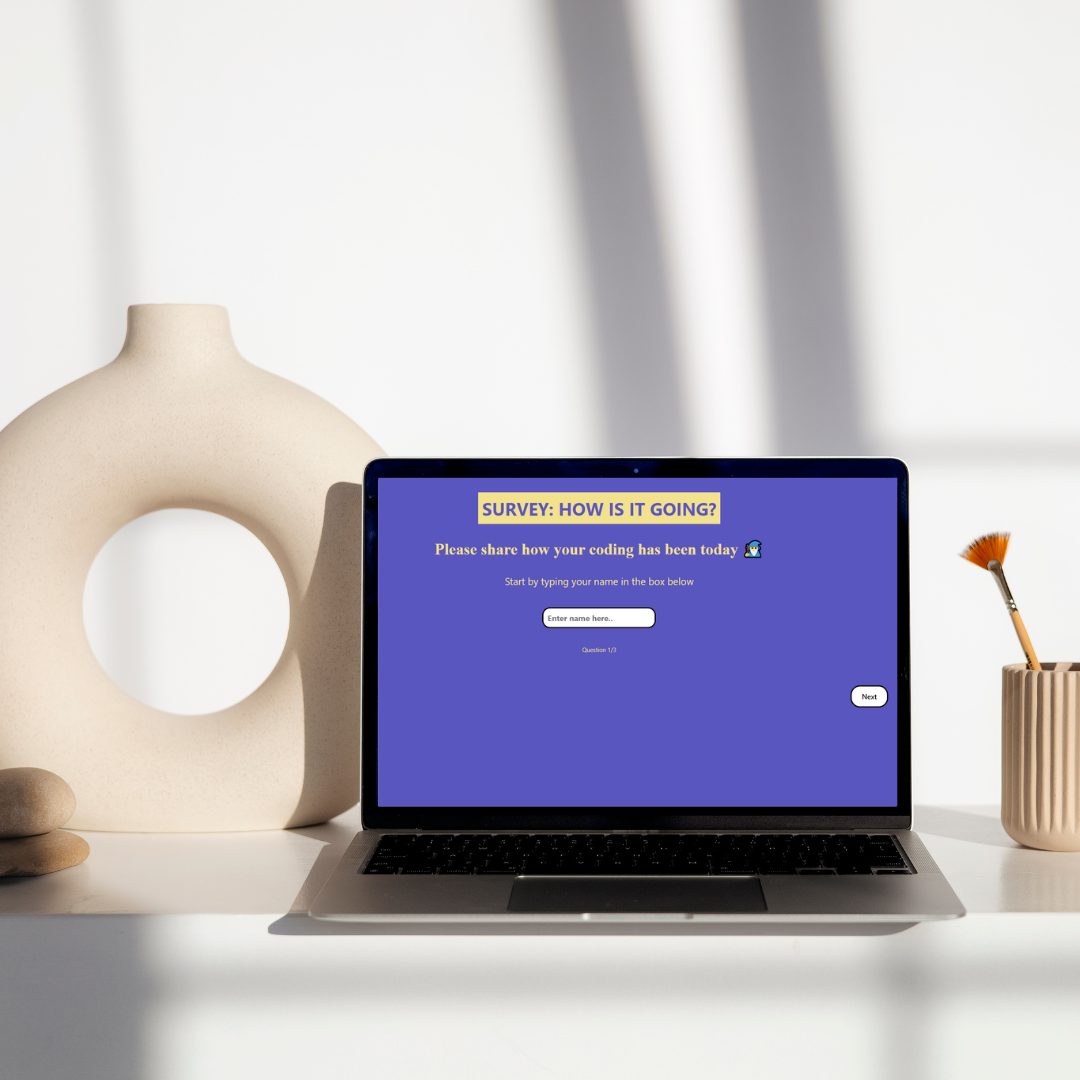 SURVEY: HOW IS IT GOING?
Please share how your coding has been today 🧙‍♂️
Start by typing your name in the box below
Enter name here..
Question 1/3
Next